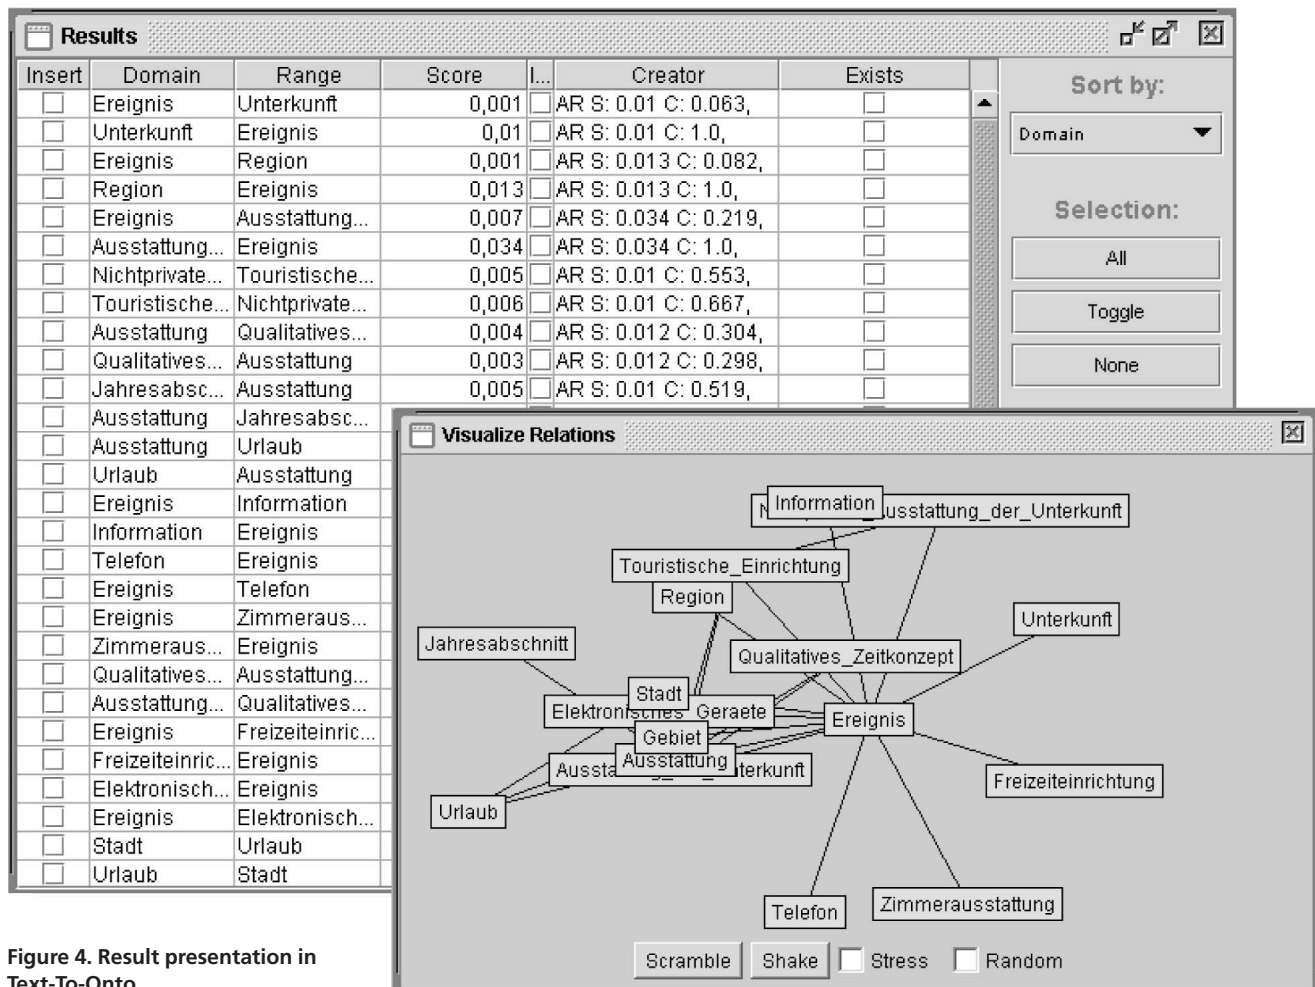 Results
Insert Domain Range Score I... Creator Exists
Ereignis Unterkunft 0,001 AR S: 0.01 C: 0.063,
Unterkunft Ereignis 0,01 AR S: 0.01 C: 1.0,
Ereignis Region 0,001 AR S: 0.013 C: 0.082,
Region Ereignis 0,013 AR S: 0.013 C: 1.0,
Ereignis Ausstattung... 0,007 AR S: 0.034 C: 0.219,
Ausstattung... Ereignis 0,034 AR S: 0.034 C: 1.0,
Nichtprivate... Touristische... 0,005 AR S: 0.01 C: 0.553,
Touristische... Nichtprivate... 0,006 AR S: 0.01 C: 0.667,
Ausstattung Qualitatives... 0,004 AR S: 0.012 C: 0.304,
Qualitatives... Ausstattung 0,003 AR S: 0.012 C: 0.298,
Jahresabsc... Ausstattung 0,005 AR S: 0.01 C: 0.519,
Ausstattung Jahresabsc...
Ausstattung Urlaub
Urlaub Ausstattung
Ereignis Information
Information Ereignis
Telefon Ereignis
Ereignis Telefon
Ereignis Zimmeraus...
Zimmeraus... Ereignis
Qualitatives... Ausstattung...
Ausstattung... Qualitatives...
Ereignis Freizeiteinric...
Freizeiteinric... Ereignis
Elektronisch... Ereignis
Ereignis Elektronisch...
Stadt Urlaub
Urlaub Stadt
Sort by:
Domain
Selection:
All
Toggle
None
Visualize Relations
Information
usstattung_der_Unterkunft
Touristische_Einrichtung
Region
Unterkunft
Jahresabschnitt
Qualitatives_Zeitkonzept
Stadt
Elektronisches_Geraete
Ereignis
Gebiet
Ausstattung
Aussta terkunft
Freizeiteinrichtung
Urlaub
Telefon
Zimmerausstattung
Scramble Shake Stress Random
Figure 4. Result presentation in
Text-To-Onto